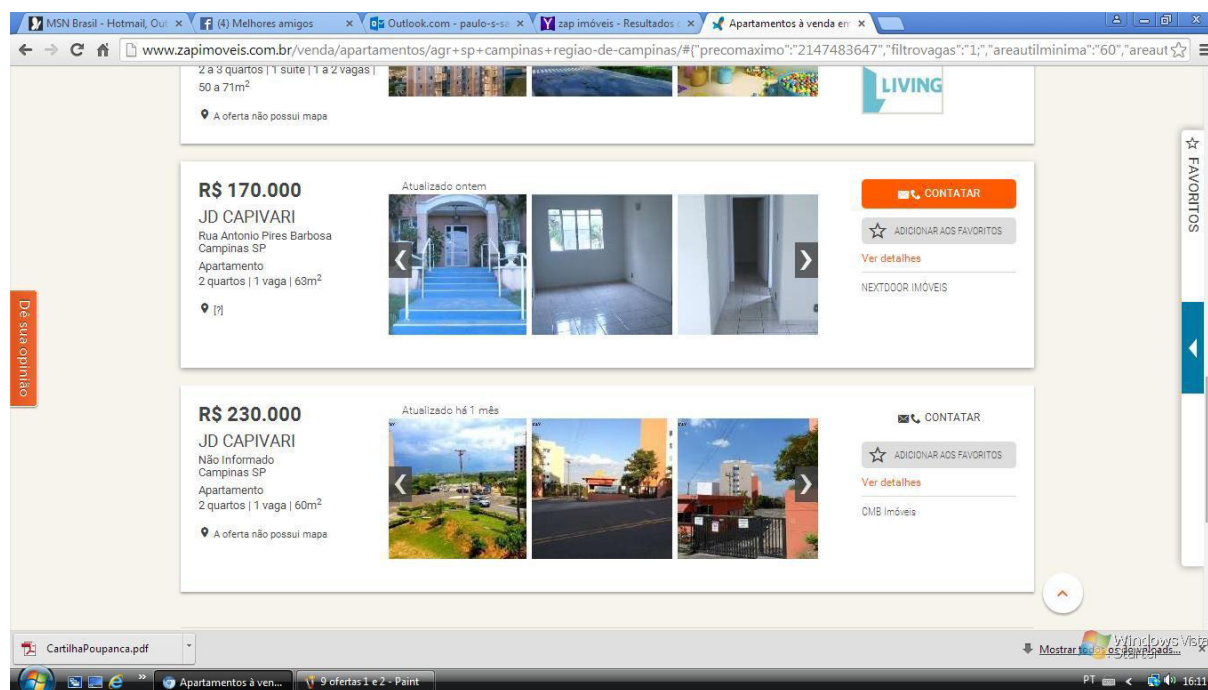 MSN Brasil - Hotmail, Out
(4) Melhores amigos
Outlook.com - paulo-s-sa
zap imóveis - Resultados
Apartamentos à venda em
www.zapimoveis.com.br/venda/apartamentos/agr+sp+campinas+regiao-de-campinas/#{"precomaximo":"2147483647","filtrovagas":"1;","areautilminima":"60","areaut
2 a 3 quartos | 1 suíte | 1 a 2 vagas |
50 a 71m²
A oferta não possui mapa
LIVING
FAVORITOS
R$ 170.000
JD CAPIVARI
Rua Antonio Pires Barbosa
Campinas SP
Apartamento
2 quartos | 1 vaga | 63m²
[?]
Atualizado ontem
CONTATAR
ADICIONAR AOS FAVORITOS
Ver detalhes
NEXTDOOR IMÓVEIS
Dê sua opinião
R$ 230.000
JD CAPIVARI
Não Informado
Campinas SP
Apartamento
2 quartos | 1 vaga | 60m²
A oferta não possui mapa
Atualizado há 1 mês
CONTATAR
ADICIONAR AOS FAVORITOS
Ver detalhes
CMB Imóveis
CartilhaPoupanca.pdf
Mostrar todos os downloads...
Windows Vista
Starter
Apartamentos à ven...
9 ofertas 1 e 2 - Paint
PT
16:11